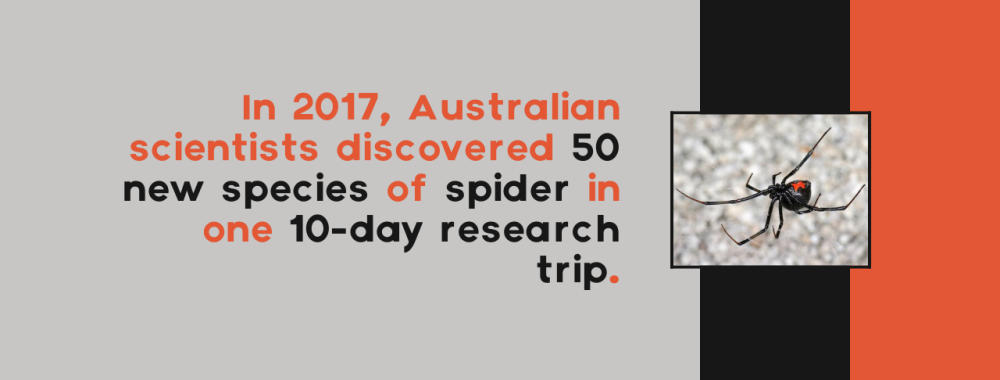 In 2017, Australian
scientists discovered 50
new species of spider in
one 10-day research
trip.